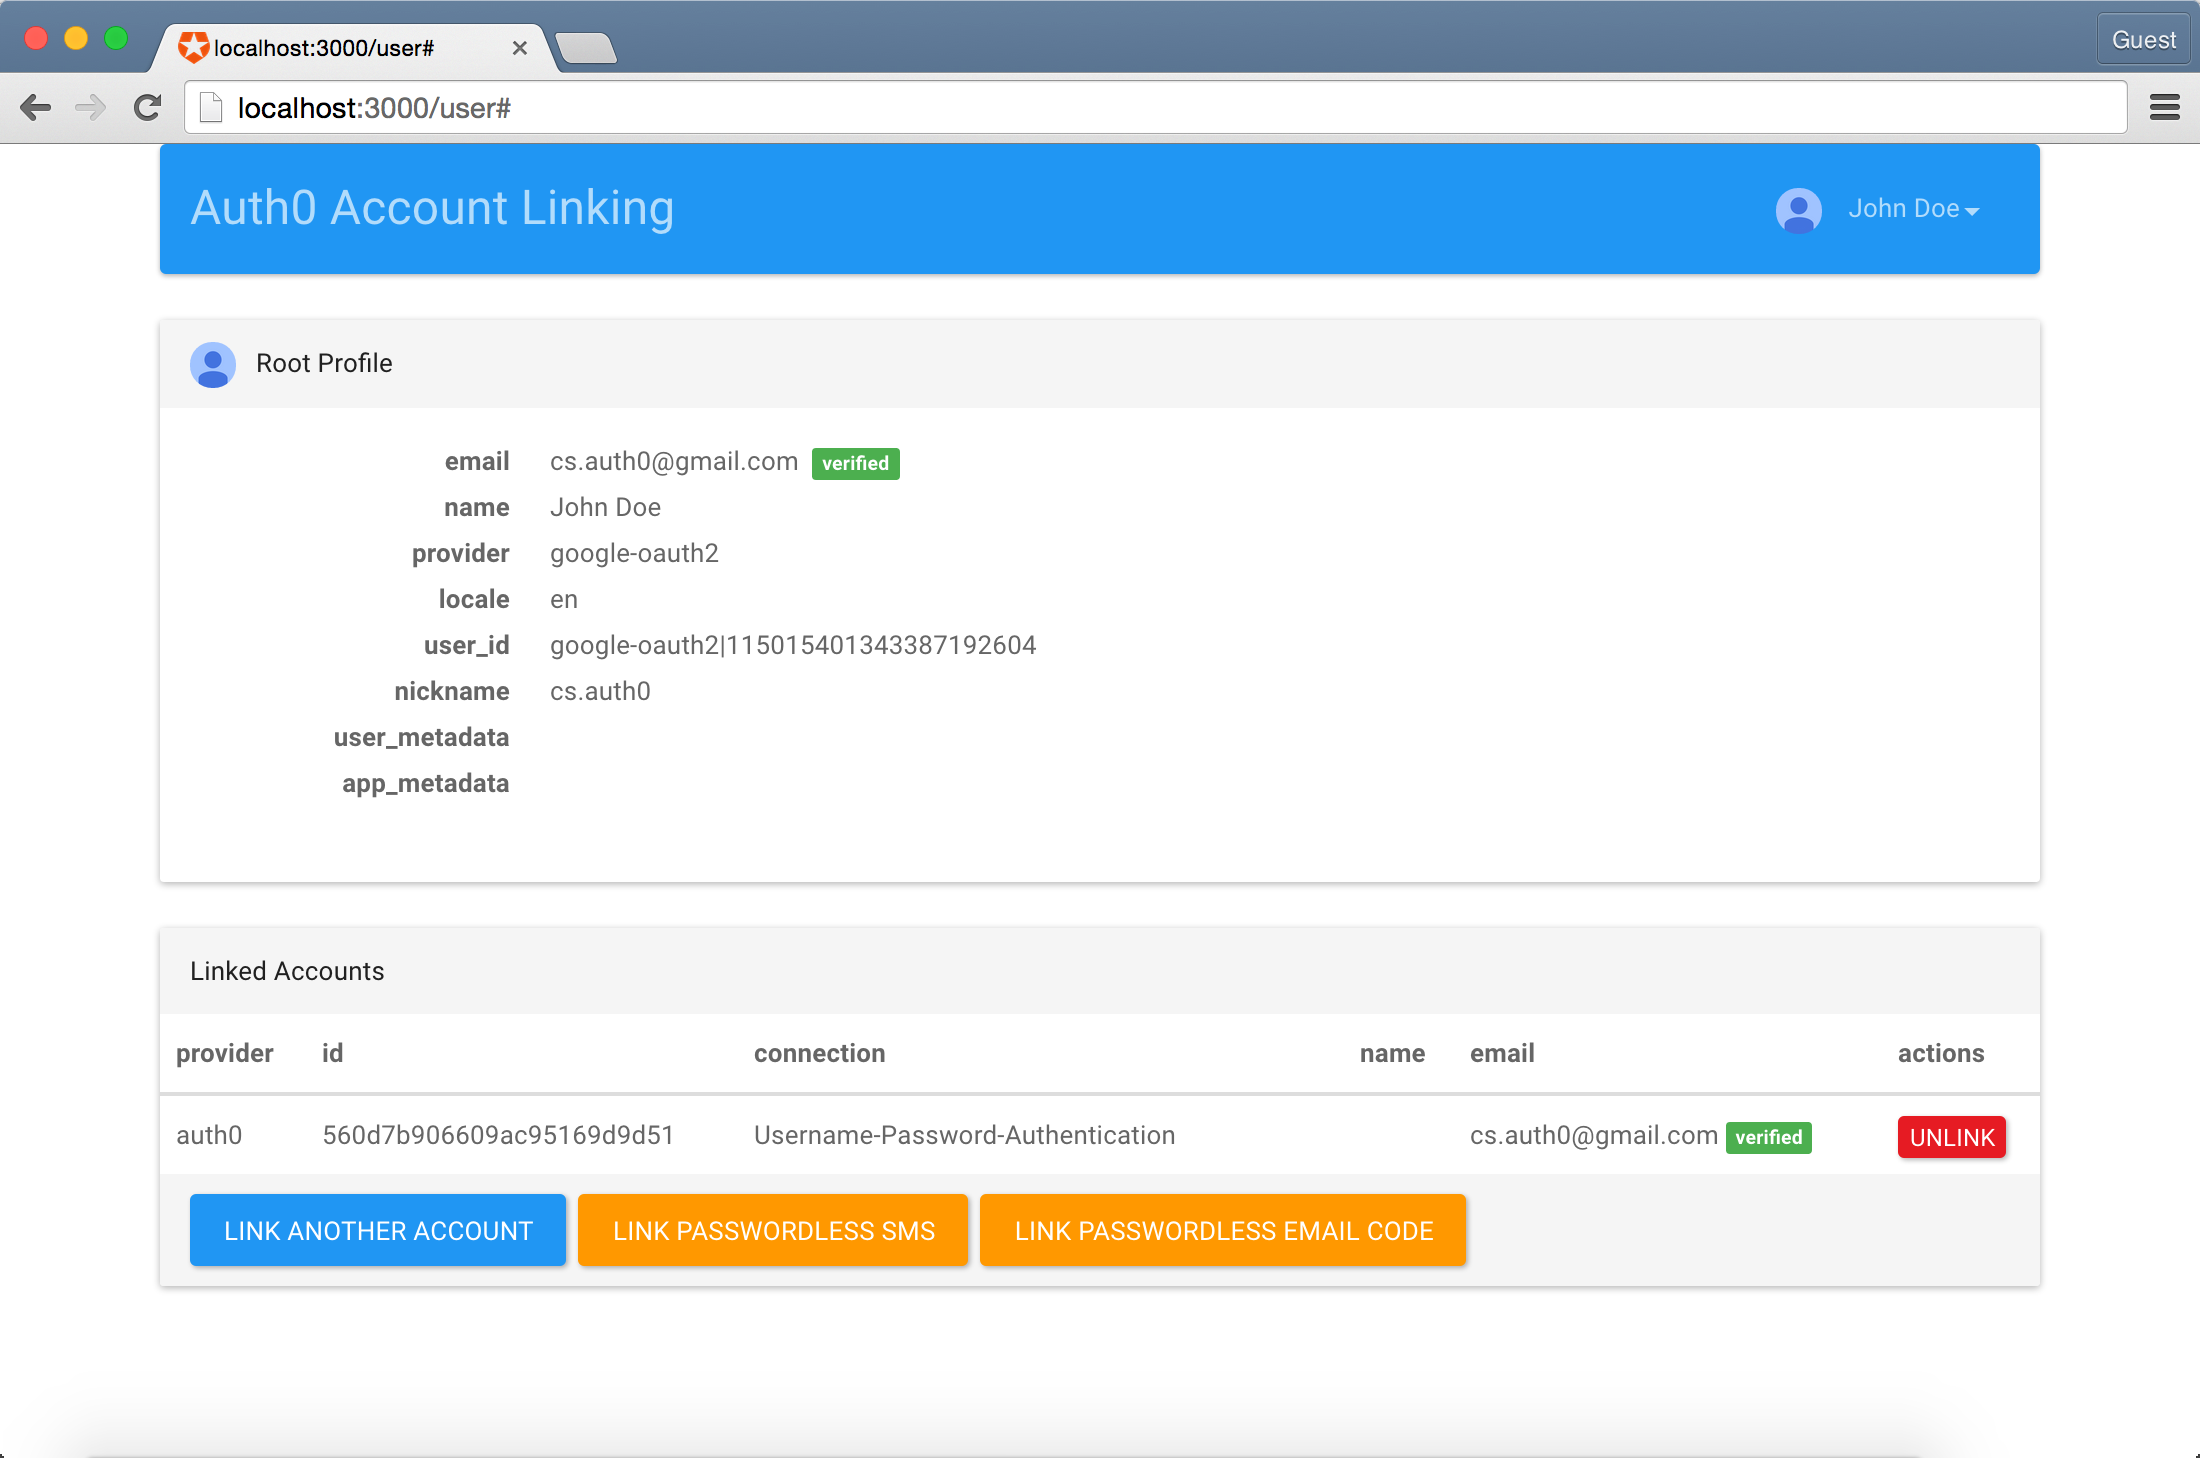 localhost:3000/user#
Guest
localhost:3000/user#
Auth0 Account Linking
John Doe
Root Profile
email cs.auth0@gmail.com verified
name John Doe
provider google-oauth2
locale en
user_id google-oauth2|115015401343387192604
nickname cs.auth0
user_metadata
app_metadata
Linked Accounts
provider id connection name email actions
auth0 560d7b906609ac95169d9d51 Username-Password-Authentication cs.auth0@gmail.com verified UNLINK
LINK ANOTHER ACCOUNT LINK PASSWORDLESS SMS LINK PASSWORDLESS EMAIL CODE